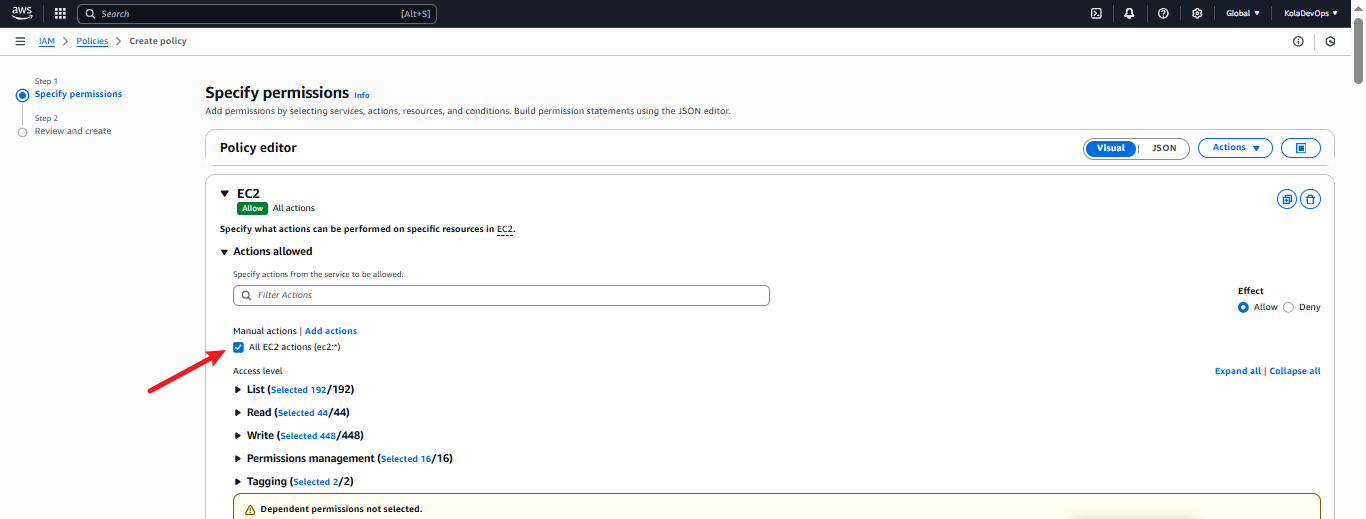 aws Search [Alt+S] Global KolaDevOps
IAM Policies Create policy
Step 1
Specify permissions
Step 2
Review and create
Specify permissions Info
Add permissions by selecting services, actions, resources, and conditions. Build permission statements using the JSON editor.
Policy editor Visual JSON Actions
EC2
Allow All actions
Specify what actions can be performed on specific resources in EC2.
Actions allowed
Specify actions from the service to be allowed.
Filter Actions
Effect
Allow Deny
Manual actions | Add actions
All EC2 actions (ec2:*)
Access level Expand all | Collapse all
List (Selected 192/192)
Read (Selected 44/44)
Write (Selected 448/448)
Permissions management (Selected 16/16)
Tagging (Selected 2/2)
Dependent permissions not selected.